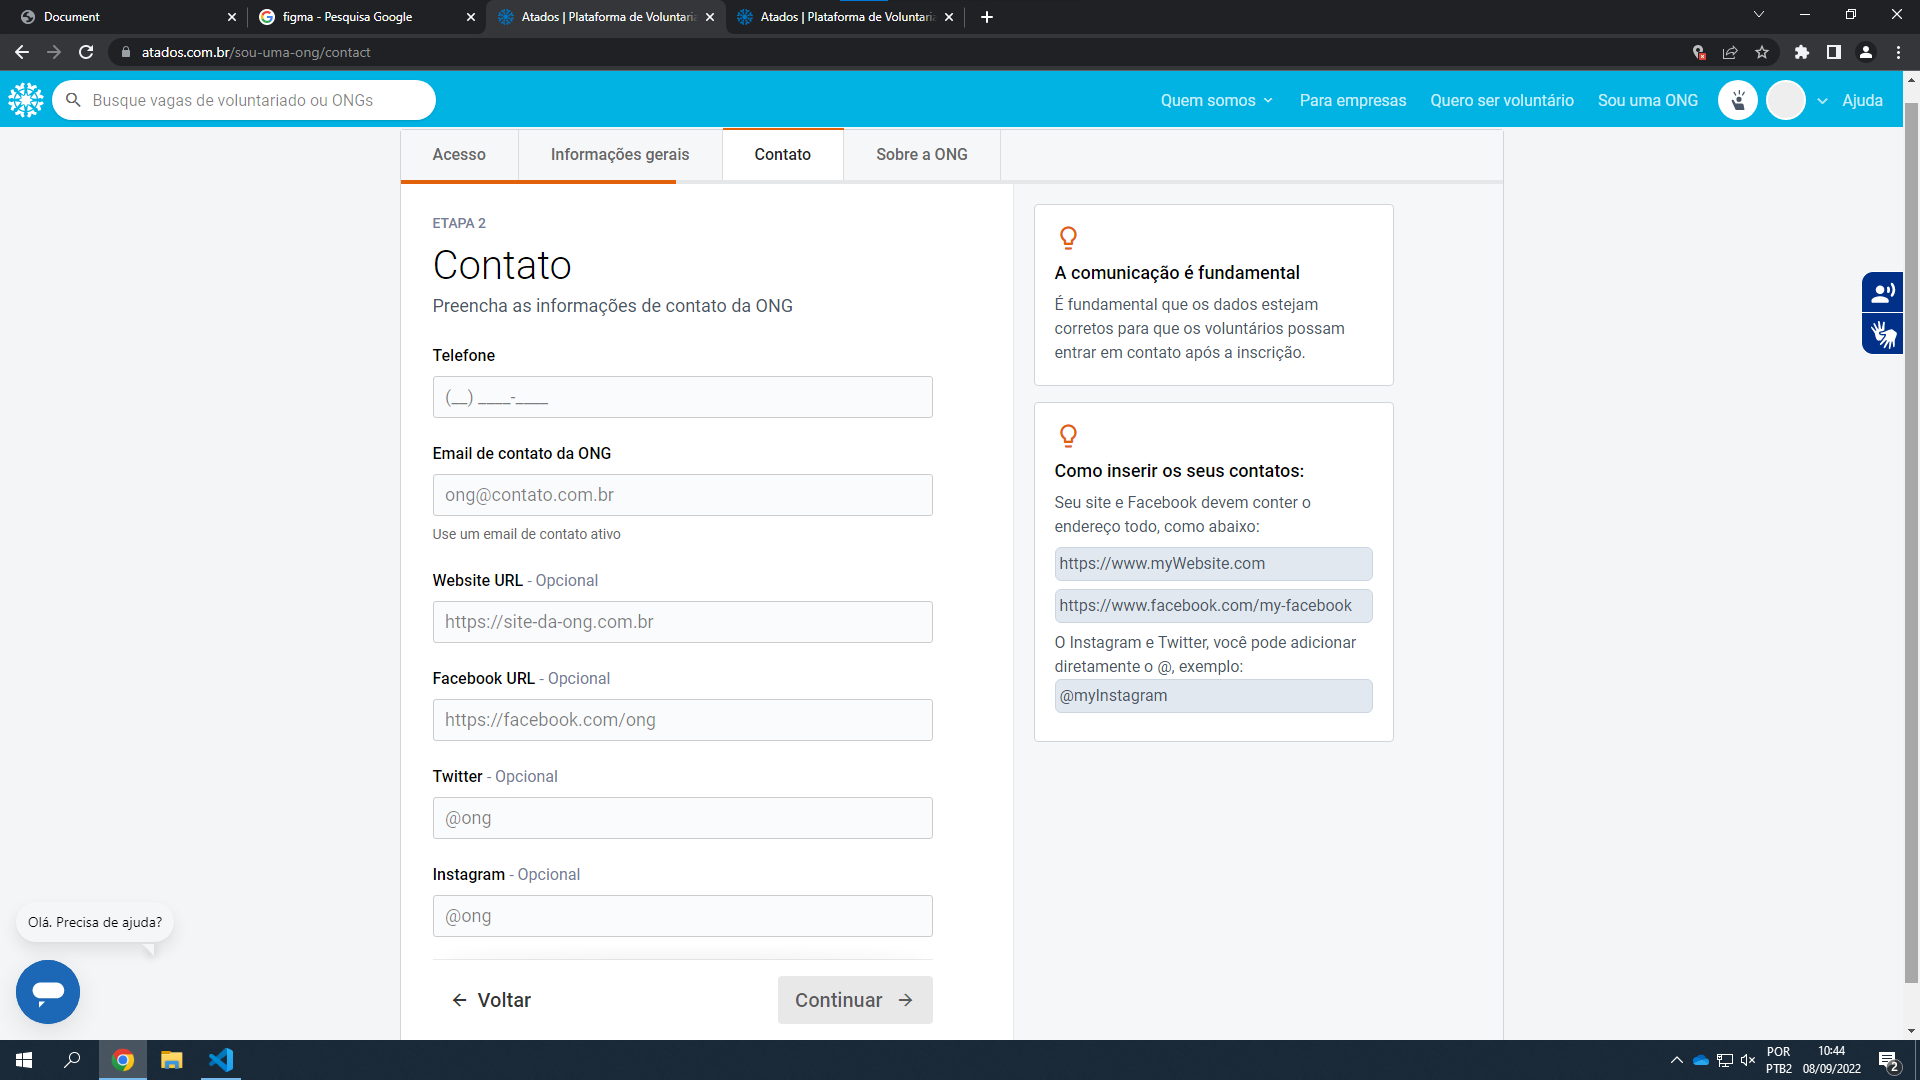 Document
figma - Pesquisa Google
Atados | Plataforma de Voluntaria
Atados | Plataforma de Voluntaria
atados.com.br/sou-uma-ong/contact
Busque vagas de voluntariado ou ONGs
Quem somos
Para empresas
Quero ser voluntário
Sou uma ONG
Ajuda
Acesso
Informações gerais
Contato
Sobre a ONG
ETAPA 2
Contato
Preencha as informações de contato da ONG
Telefone
(__) ____-____
Email de contato da ONG
ong@contato.com.br
Use um email de contato ativo
Website URL - Opcional
https://site-da-ong.com.br
Facebook URL - Opcional
https://facebook.com/ong
Twitter - Opcional
@ong
Instagram - Opcional
@ong
Voltar
Continuar
A comunicação é fundamental
É fundamental que os dados estejam
corretos para que os voluntários possam
entrar em contato após a inscrição.
Como inserir os seus contatos:
Seu site e Facebook devem conter o
endereço todo, como abaixo:
https://www.myWebsite.com
https://www.facebook.com/my-facebook
O Instagram e Twitter, você pode adicionar
diretamente o @, exemplo:
@myInstagram
Olá. Precisa de ajuda?
POR
PTB2
10:44
08/09/2022
2